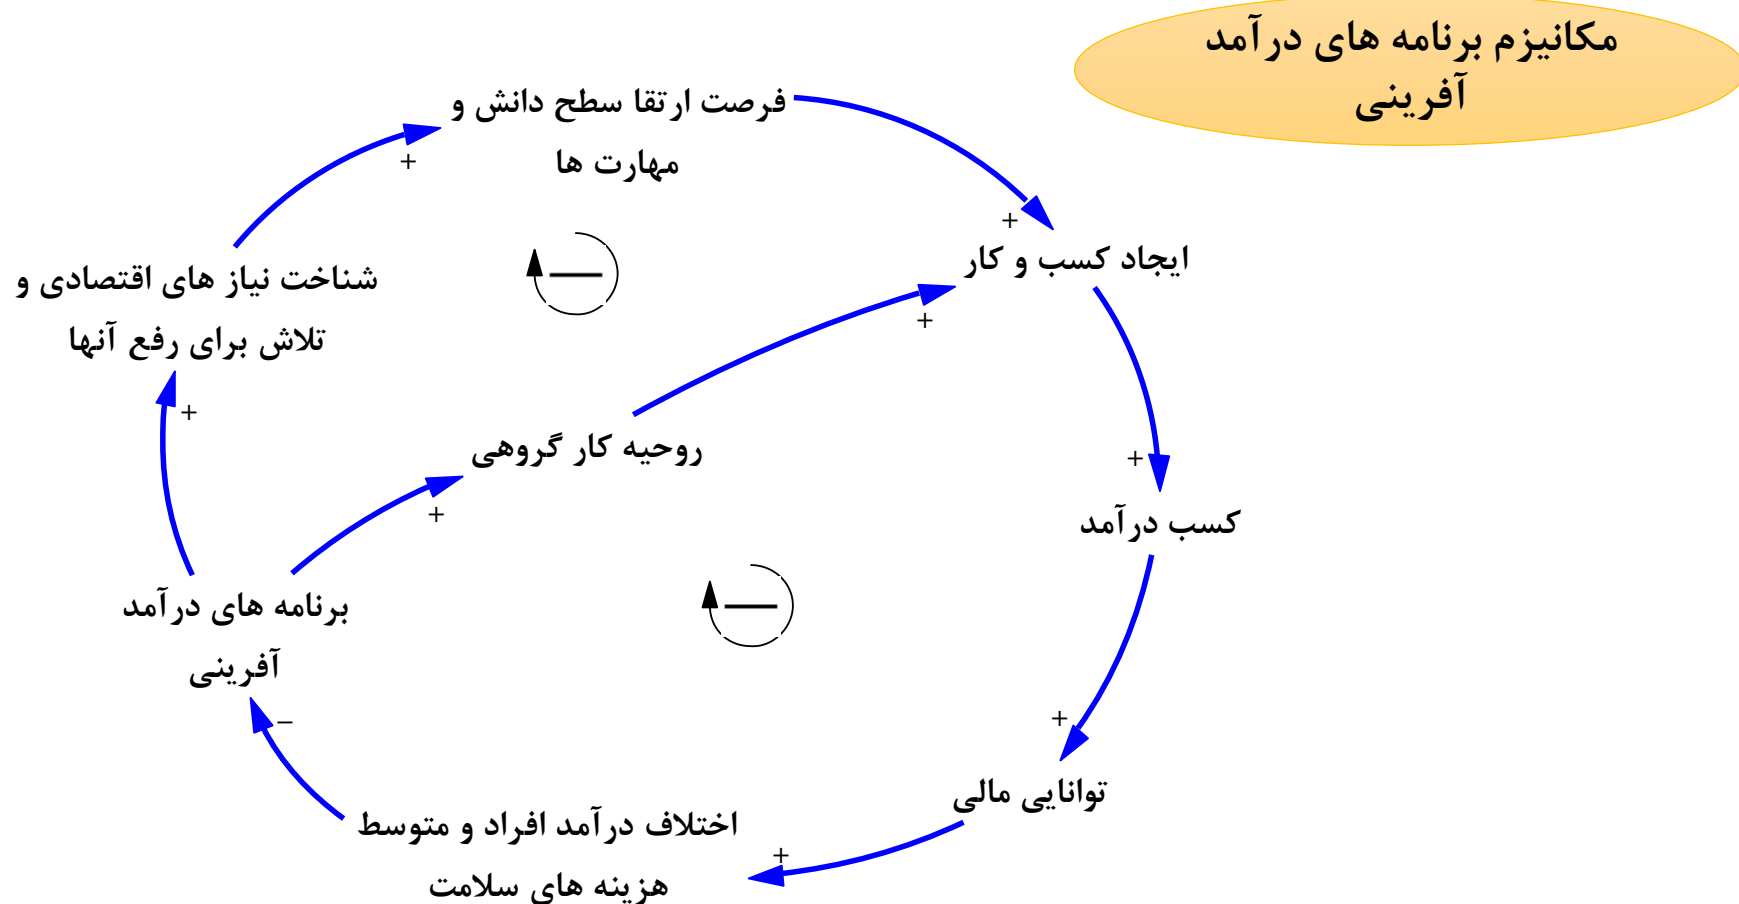 مکانیزم برنامه های درآمد
آفرینی
فرصت ارتقا سطح دانش و
مهارت ها
+
+
ایجاد کسب و کار
شناخت نیاز های اقتصادی و
تلاش برای رفع آنها
+
+
روحیه کار گروهی
+
+
کسب درآمد
برنامه های درآمد
آفرینی
–
+
توانایی مالی
اختلاف درآمد افراد و متوسط
هزینه های سلامت
+